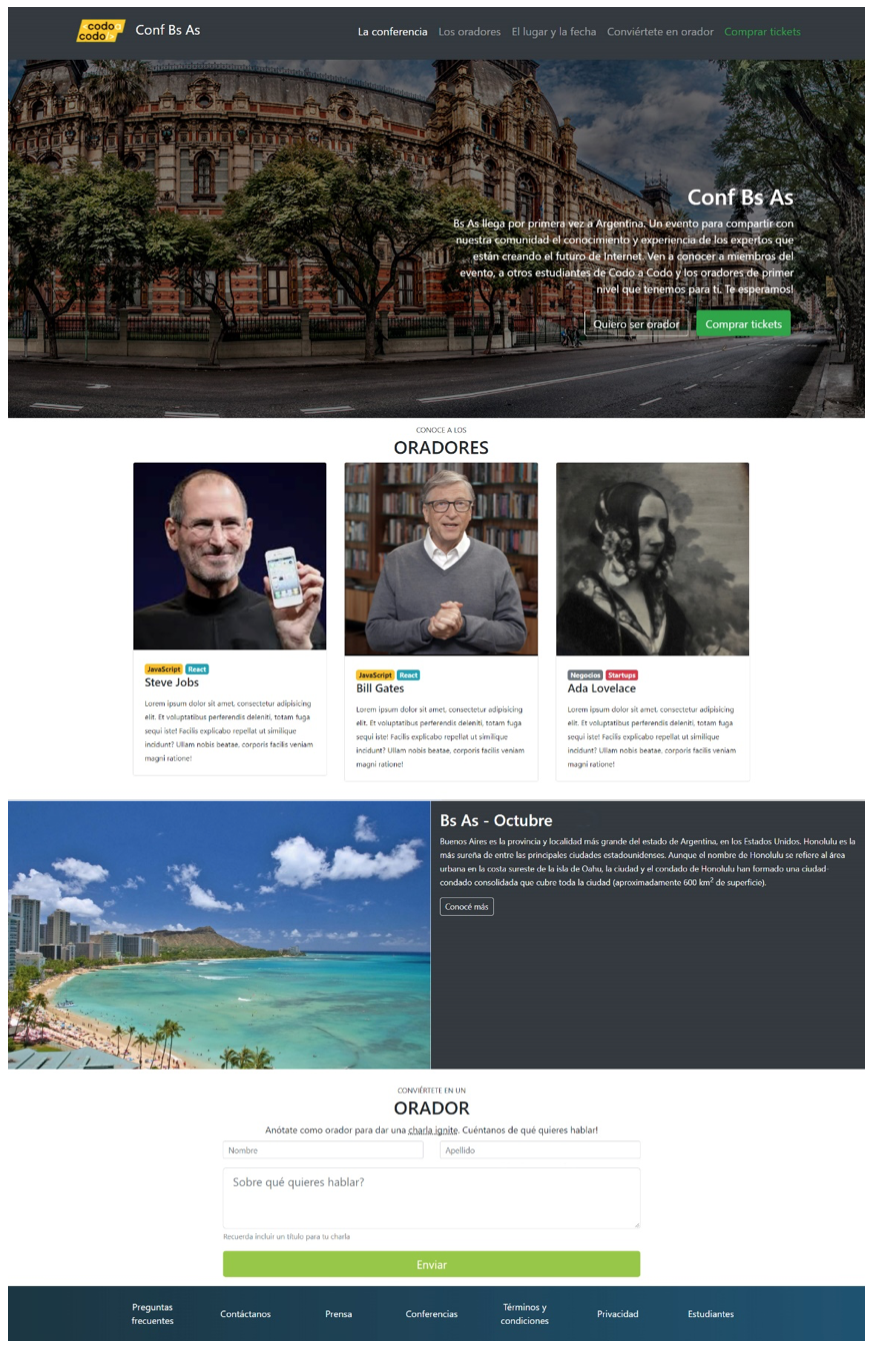 codo a
codo
Conf Bs As
La conferencia Los oradores El lugar y la fecha Conviértete en orador Comprar tickets
Conf Bs As
Bs As llega por primera vez a Argentina. Un evento para compartir con
nuestra comunidad el conocimiento y experiencia de los expertos que
están creando el futuro de Internet. Ven a conocer a miembros del
evento, a otros estudiantes de Codo a Codo y los oradores de primer
nivel que tenemos para ti. Te esperamos!
Quiero ser orador Comprar tickets
CONOCE A LOS
ORADORES
JavaScript React
Steve Jobs
Lorem ipsum dolor sit amet, consectetur adipisicing
elit. Et voluptatibus perferendis deleniti, totam fuga
sequi iste! Facilis explicabo repellat ut similique
incidunt? Ullam nobis beatae, corporis facilis veniam
magni ratione!
JavaScript React
Bill Gates
Lorem ipsum dolor sit amet, consectetur adipisicing
elit. Et voluptatibus perferendis deleniti, totam fuga
sequi iste! Facilis explicabo repellat ut similique
incidunt? Ullam nobis beatae, corporis facilis veniam
magni ratione!
Negocios Startups
Ada Lovelace
Lorem ipsum dolor sit amet, consectetur adipisicing
elit. Et voluptatibus perferendis deleniti, totam fuga
sequi iste! Facilis explicabo repellat ut similique
incidunt? Ullam nobis beatae, corporis facilis veniam
magni ratione!
Bs As - Octubre
Buenos Aires es la provincia y localidad más grande del estado de Argentina, en los Estados Unidos. Honolulu es la
más sureña de entre las principales ciudades estadounidenses. Aunque el nombre de Honolulu se refiere al área
urbana en la costa sureste de la isla de Oahu, la ciudad y el condado de Honolulu han formado una ciudad-
condado consolidada que cubre toda la ciudad (aproximadamente 600 km² de superficie).
Conocé más
CONVIÉRTETE EN UN
ORADOR
Anótate como orador para dar una charla ignite. Cuéntanos de qué quieres hablar!
Nombre Apellido
Sobre qué quieres hablar?
Recuerda incluir un título para tu charla
Enviar
Preguntas
frecuentes
Contáctanos
Prensa
Conferencias
Términos y
condiciones
Privacidad
Estudiantes